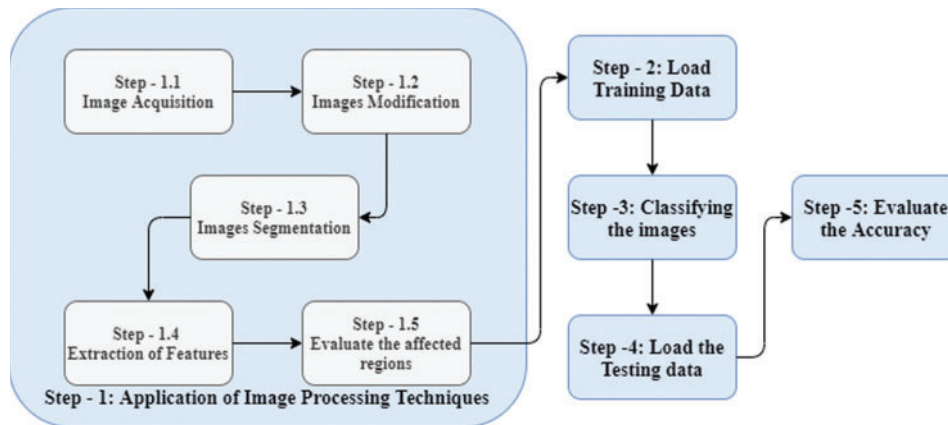 Step - 1.1
Image Acquisition
Step - 1.2
Images Modification
Step - 1.3
Images Segmentation
Step - 1.4
Extraction of Features
Step - 1.5
Evaluate the affected
regions
Step - 1: Application of Image Processing Techniques
Step - 2: Load
Training Data
Step -3: Classifying
the images
Step -4: Load the
Testing data
Step -5: Evaluate
the Accuracy